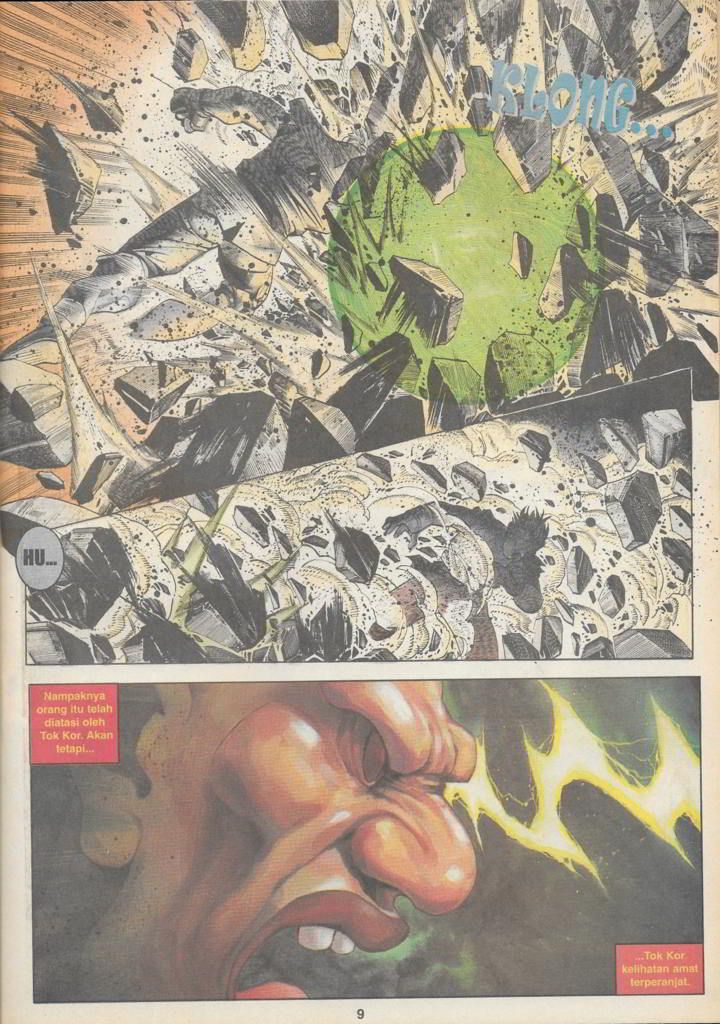 KLONG...
HU...
Nampaknya
orang itu telah
diatasi oleh
Tok Kor. Akan
tetapi...
...Tok Kor
kelihatan amat
terperanjat.
9